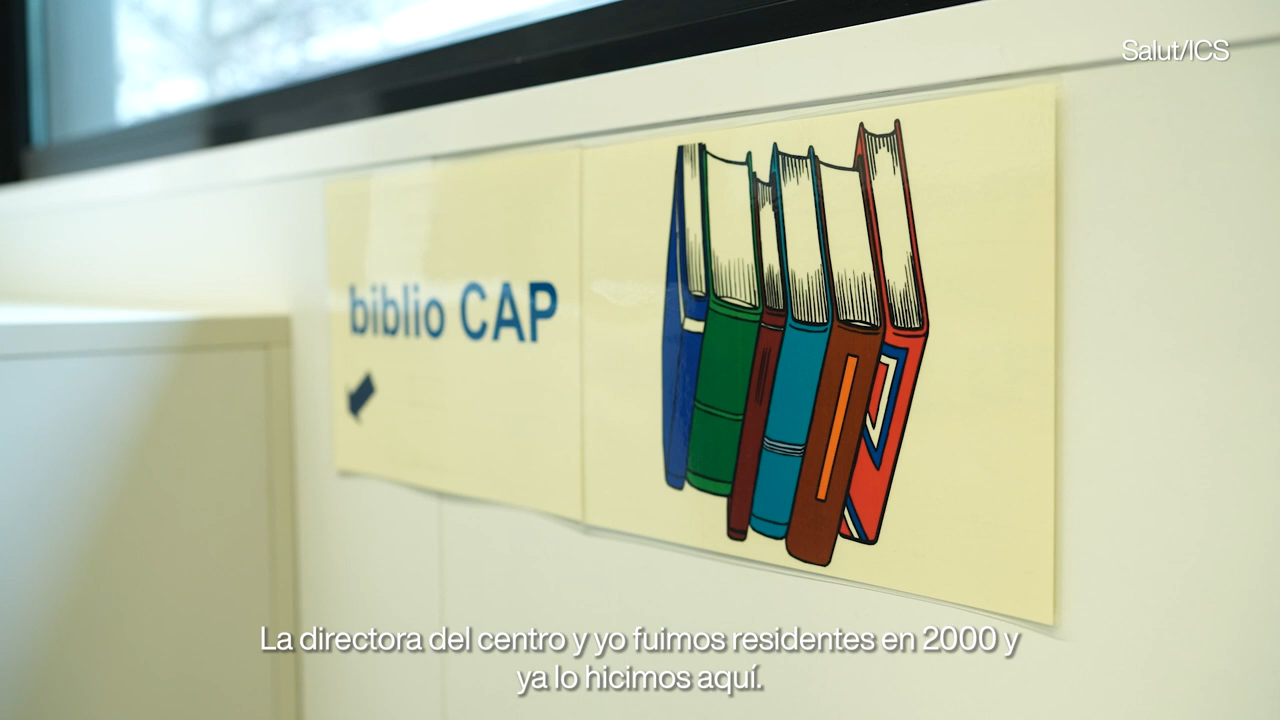 Salut/ICS
biblio CAP
La directora del centro y yo fuimos residentes en 2000 y
ya lo hicimos aquí.